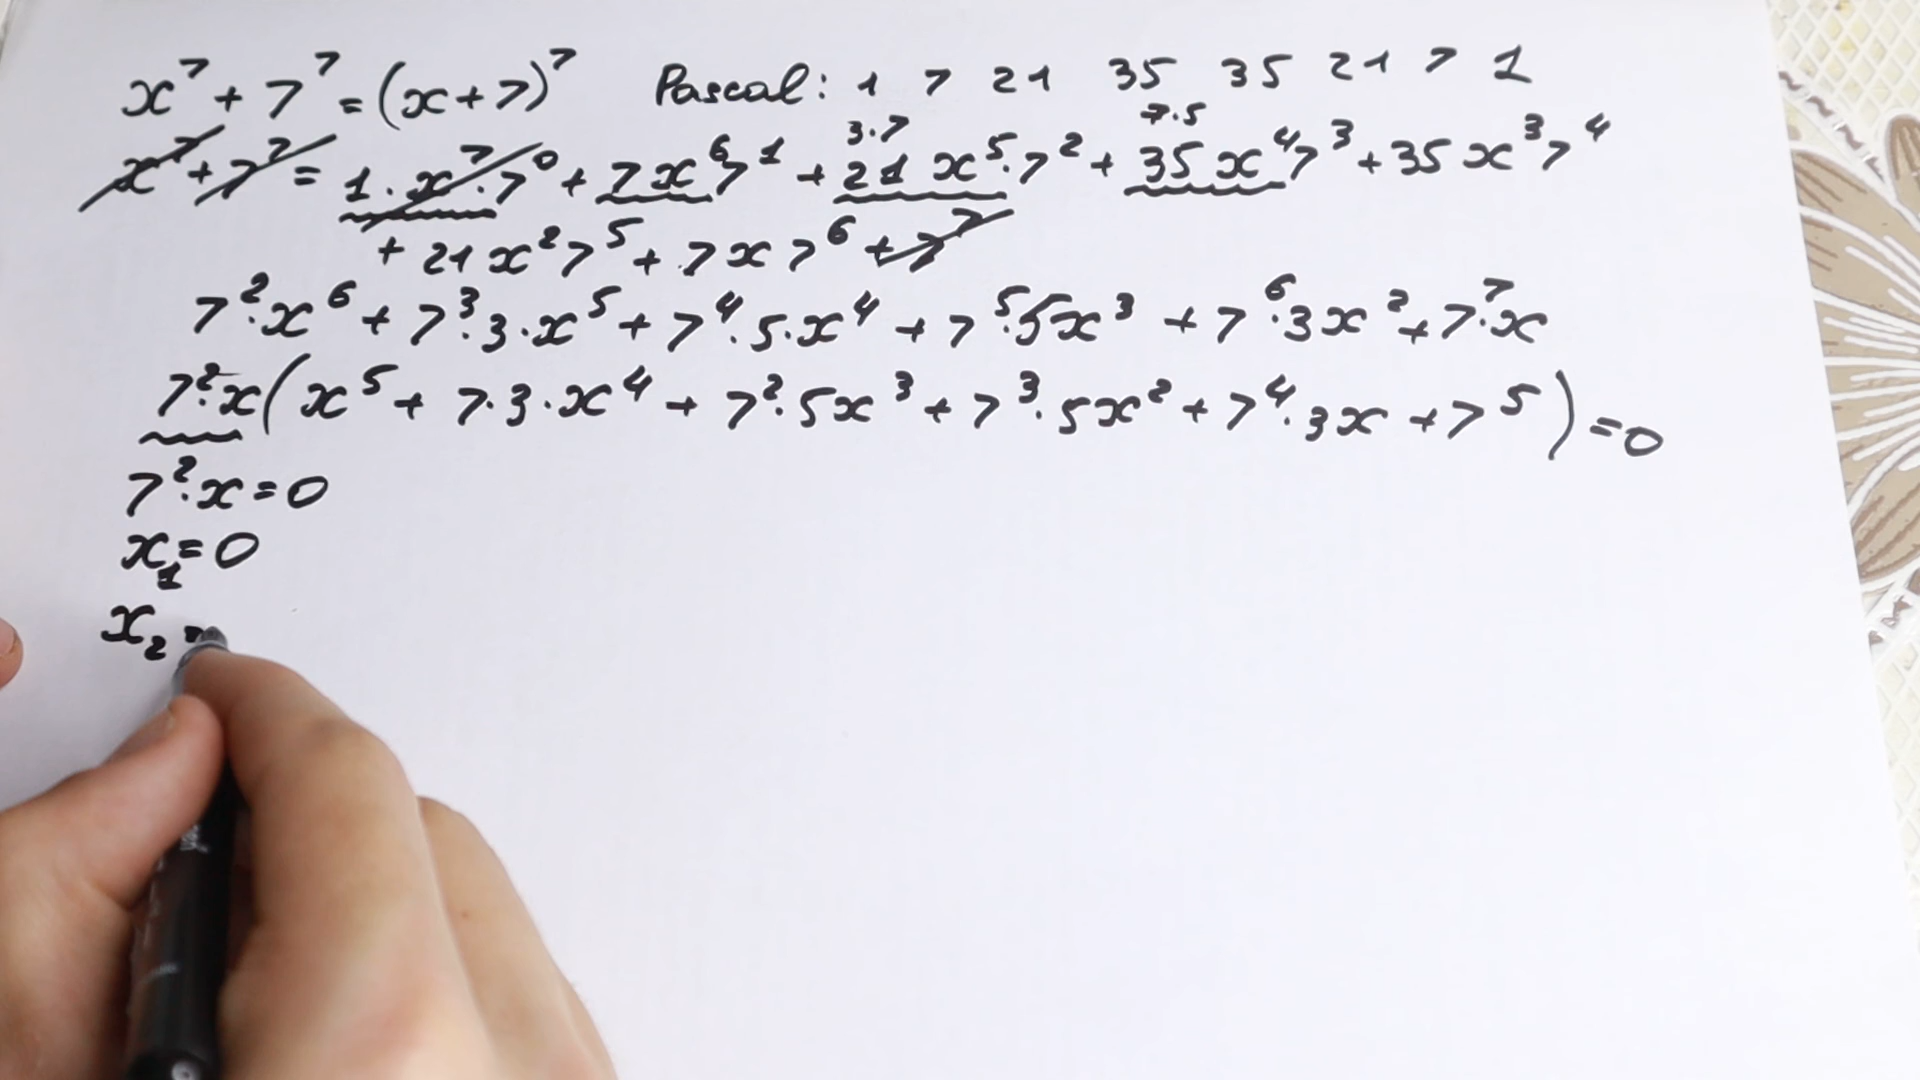 x⁷ + 7⁷ = (x+7)⁷ Pascal: 1 7 21 35 35 21 7 1
3·7 7·5
x⁷ + 7⁷ = 1·x⁷·7⁰ + 7x⁶7¹ + 21x⁵·7² + 35x⁴7³ + 35x³7⁴
+ 21x²7⁵ + 7x7⁶ + 7⁷
7²·x⁶ + 7³·3·x⁵ + 7⁴·5·x⁴ + 7⁵·5x³ + 7⁶·3x² + 7⁷·x
7²·x(x⁵ + 7·3·x⁴ + 7²·5x³ + 7³·5x² + 7⁴·3x + 7⁵) = 0
7²·x = 0
x₁ = 0
x₂